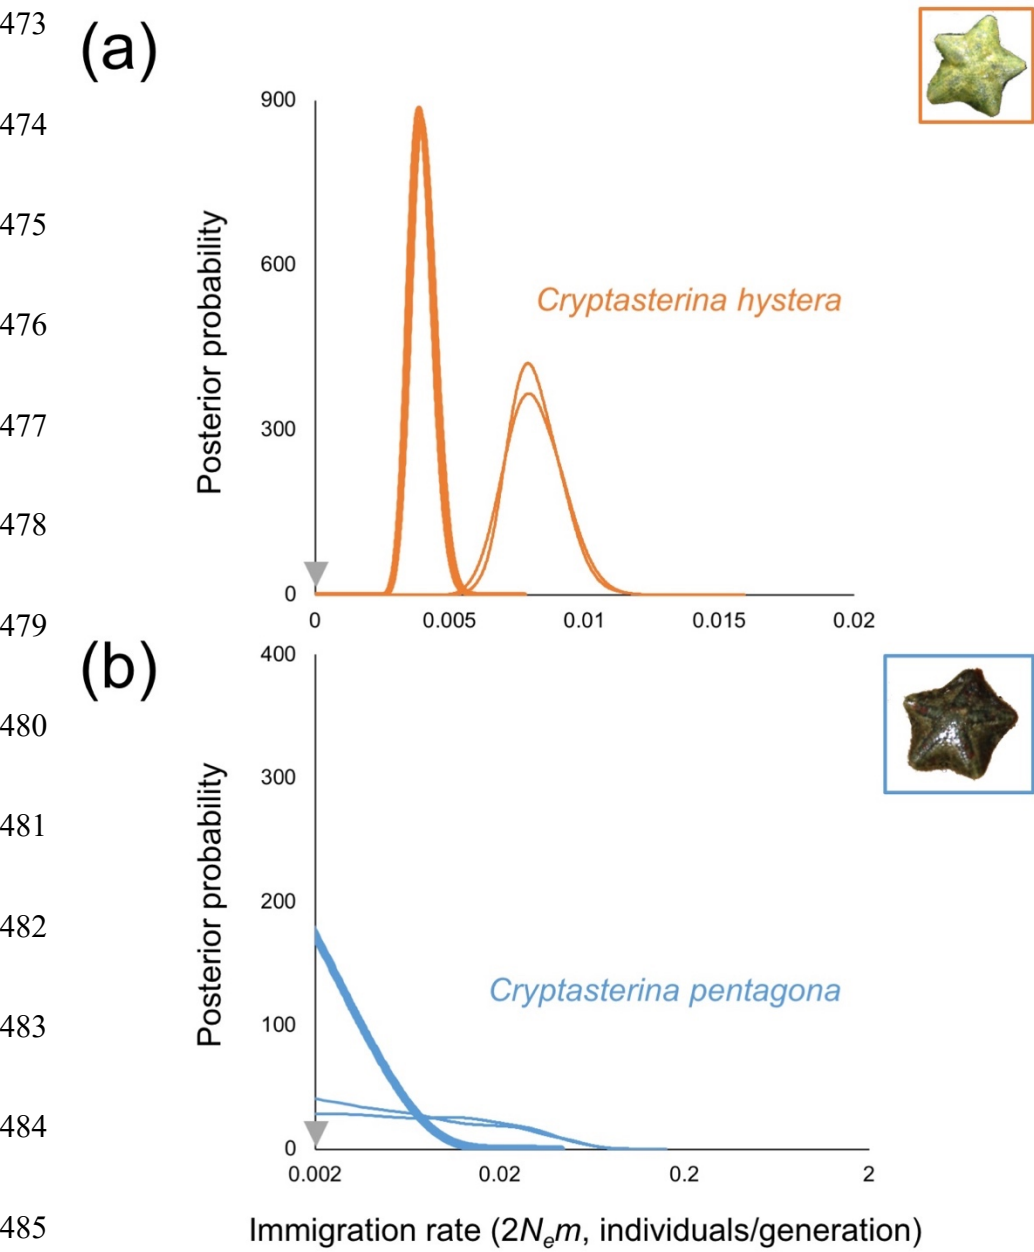 473
(a)
900
474
475
Posterior probability
600
476
Cryptasterina hystera
477
300
478
0
479
0 0.005 0.01 0.015 0.02
(b)
400
480
300
481
Posterior probability
482
200
Cryptasterina pentagona
483
100
484
0
0.002 0.02 0.2 2
485
Immigration rate (2Nem, individuals/generation)